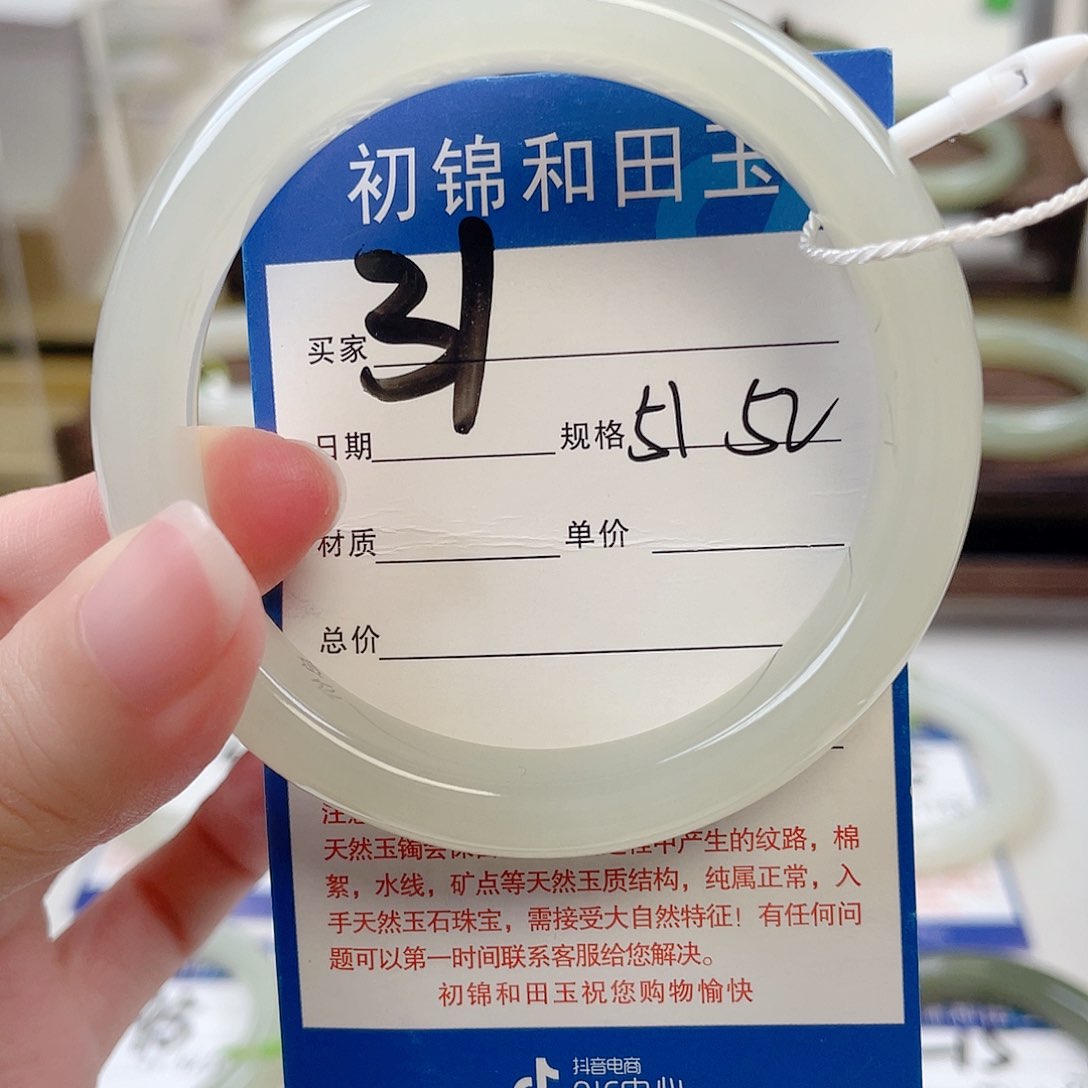 初锦和田玉
31
买家
日期 规格 51 52
材质 单价
总价
天然玉镯会 中产生的纹路，棉
絮，水线，矿点等天然玉质结构，纯属正常，入
手天然玉石珠宝，需接受大自然特征！有任何问
题可以第一时间联系客服给您解决。
初锦和田玉祝您购物愉快
抖音电商